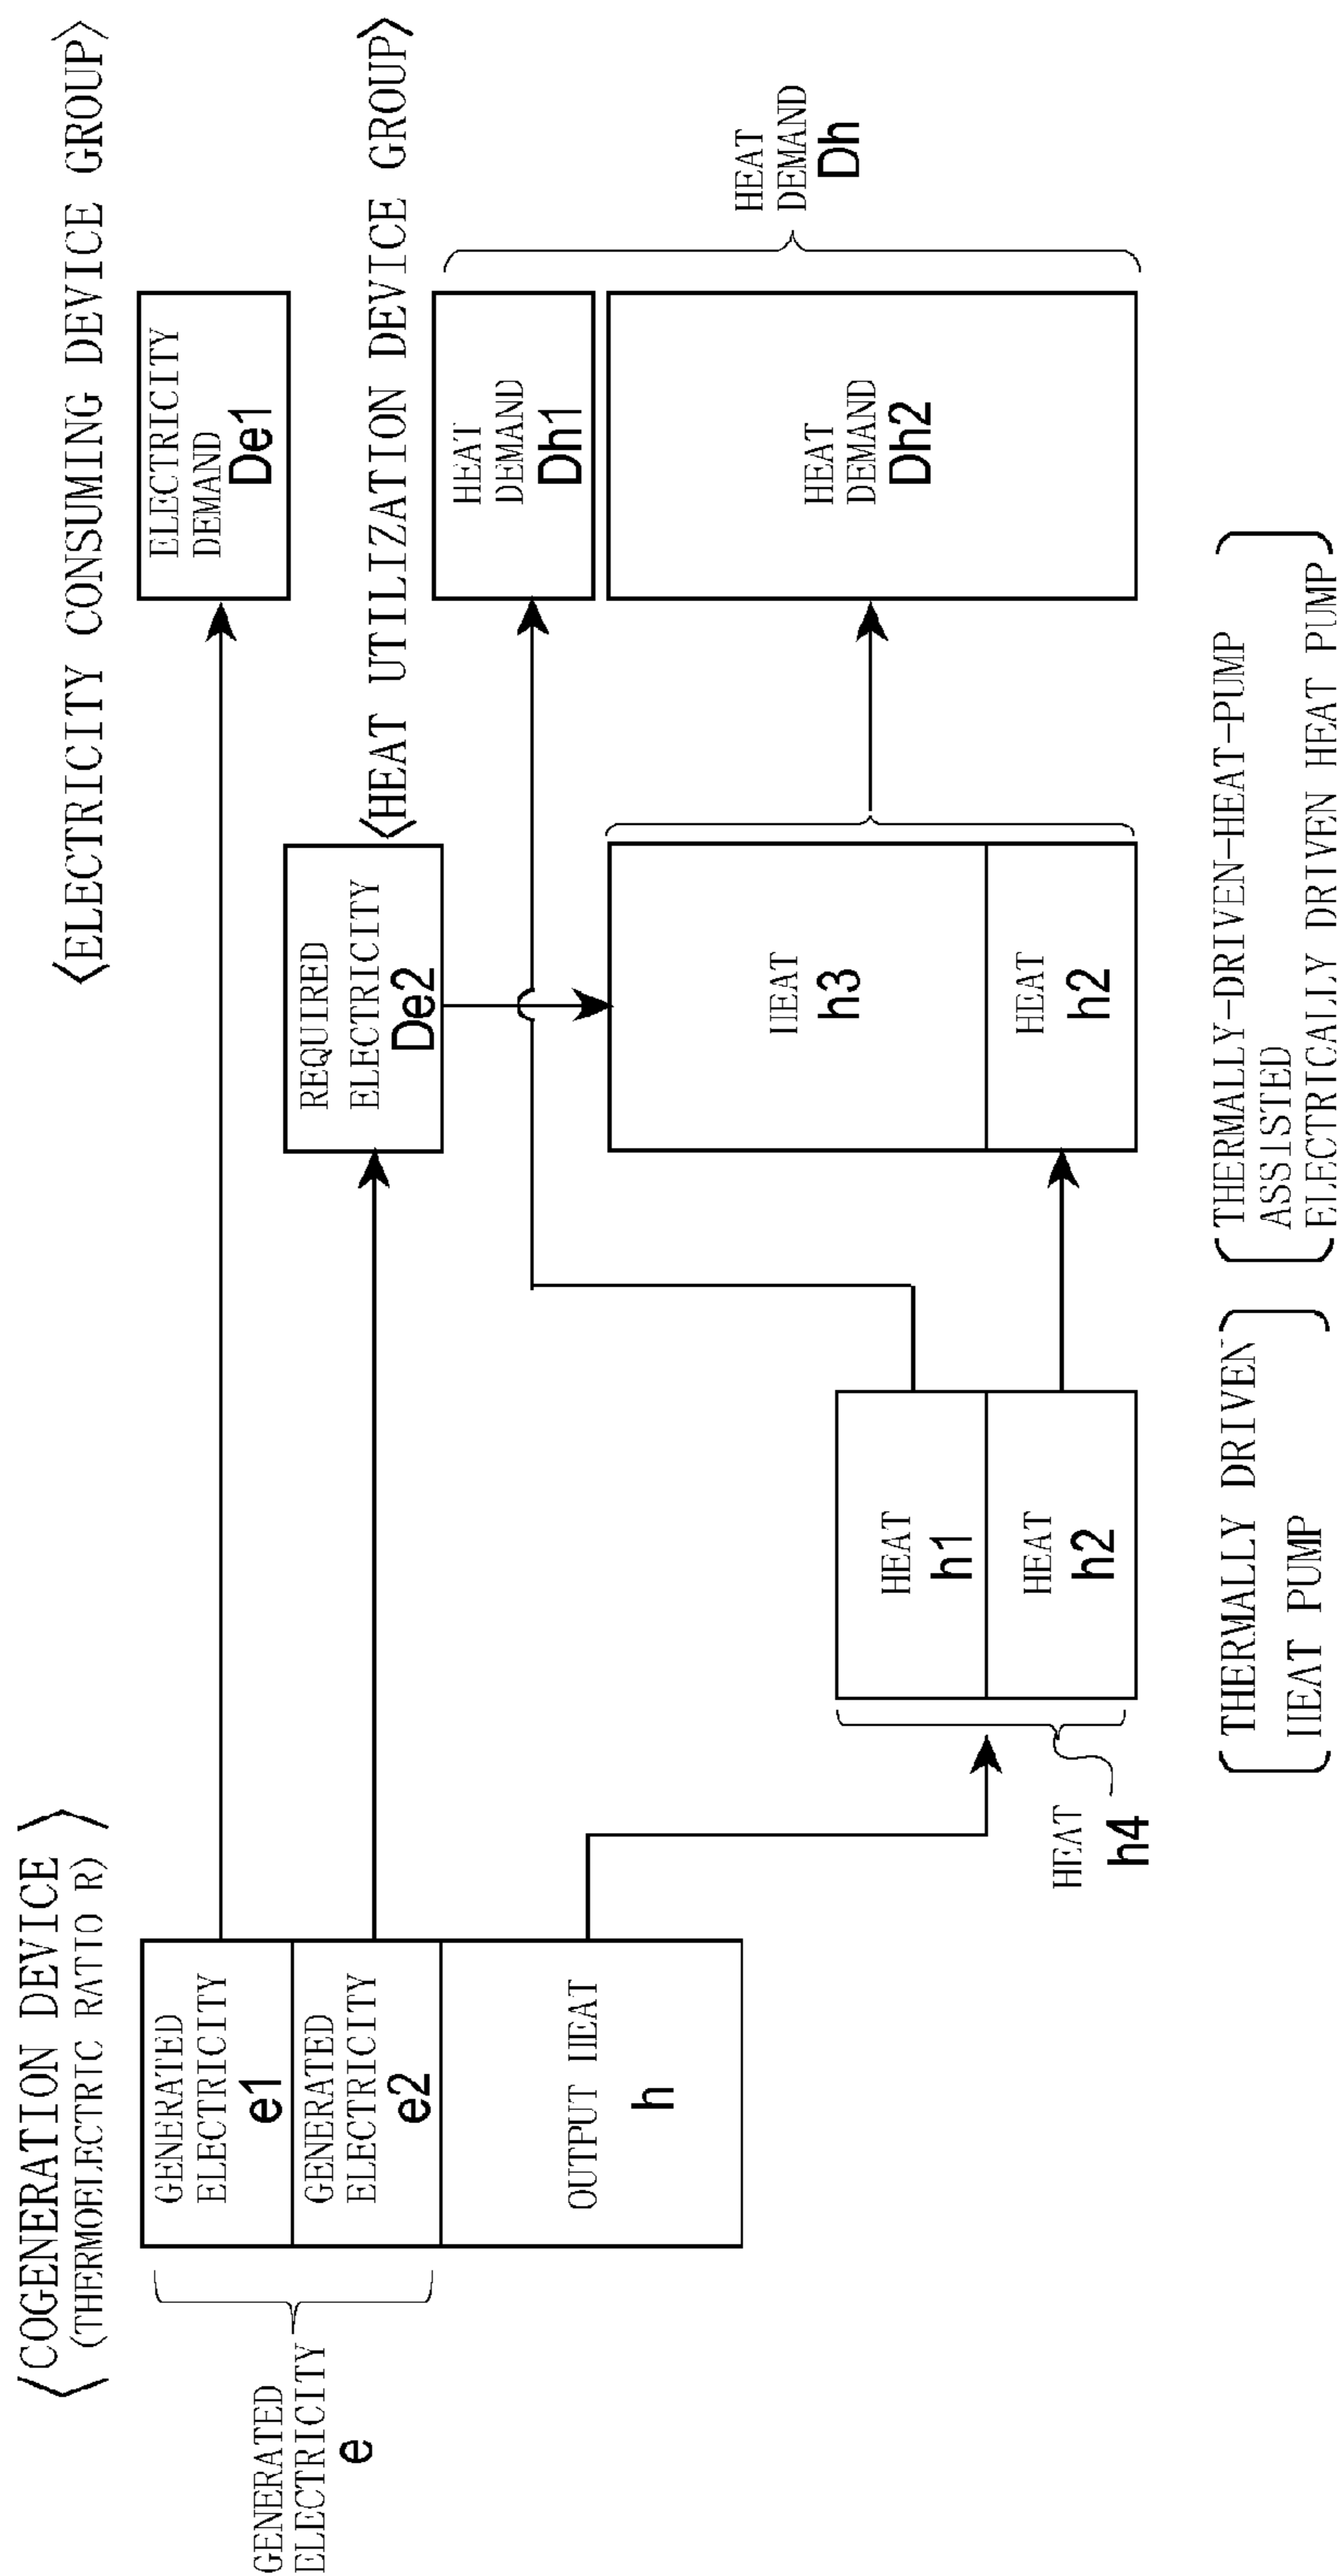 〈COGENERATION DEVICE〉
(THERMOELECTRIC RATIO R)
GENERATED
ELECTRICITY
e
GENERATED
ELECTRICITY
e1
GENERATED
ELECTRICITY
e2
OUTPUT HEAT
h
HEAT
h4
HEAT
h1
HEAT
h2
THERMALLY DRIVEN
HEAT PUMP
REQUIRED
ELECTRICITY
De2
HEAT
h3
HEAT
h2
THERMALLY-DRIVEN-HEAT-PUMP
ASSISTED
ELECTRICALLY DRIVEN HEAT PUMP
〈ELECTRICITY CONSUMING DEVICE GROUP〉
ELECTRICITY
DEMAND
De1
〈HEAT UTILIZATION DEVICE GROUP〉
HEAT
DEMAND
Dh1
HEAT
DEMAND
Dh2
HEAT
DEMAND
Dh